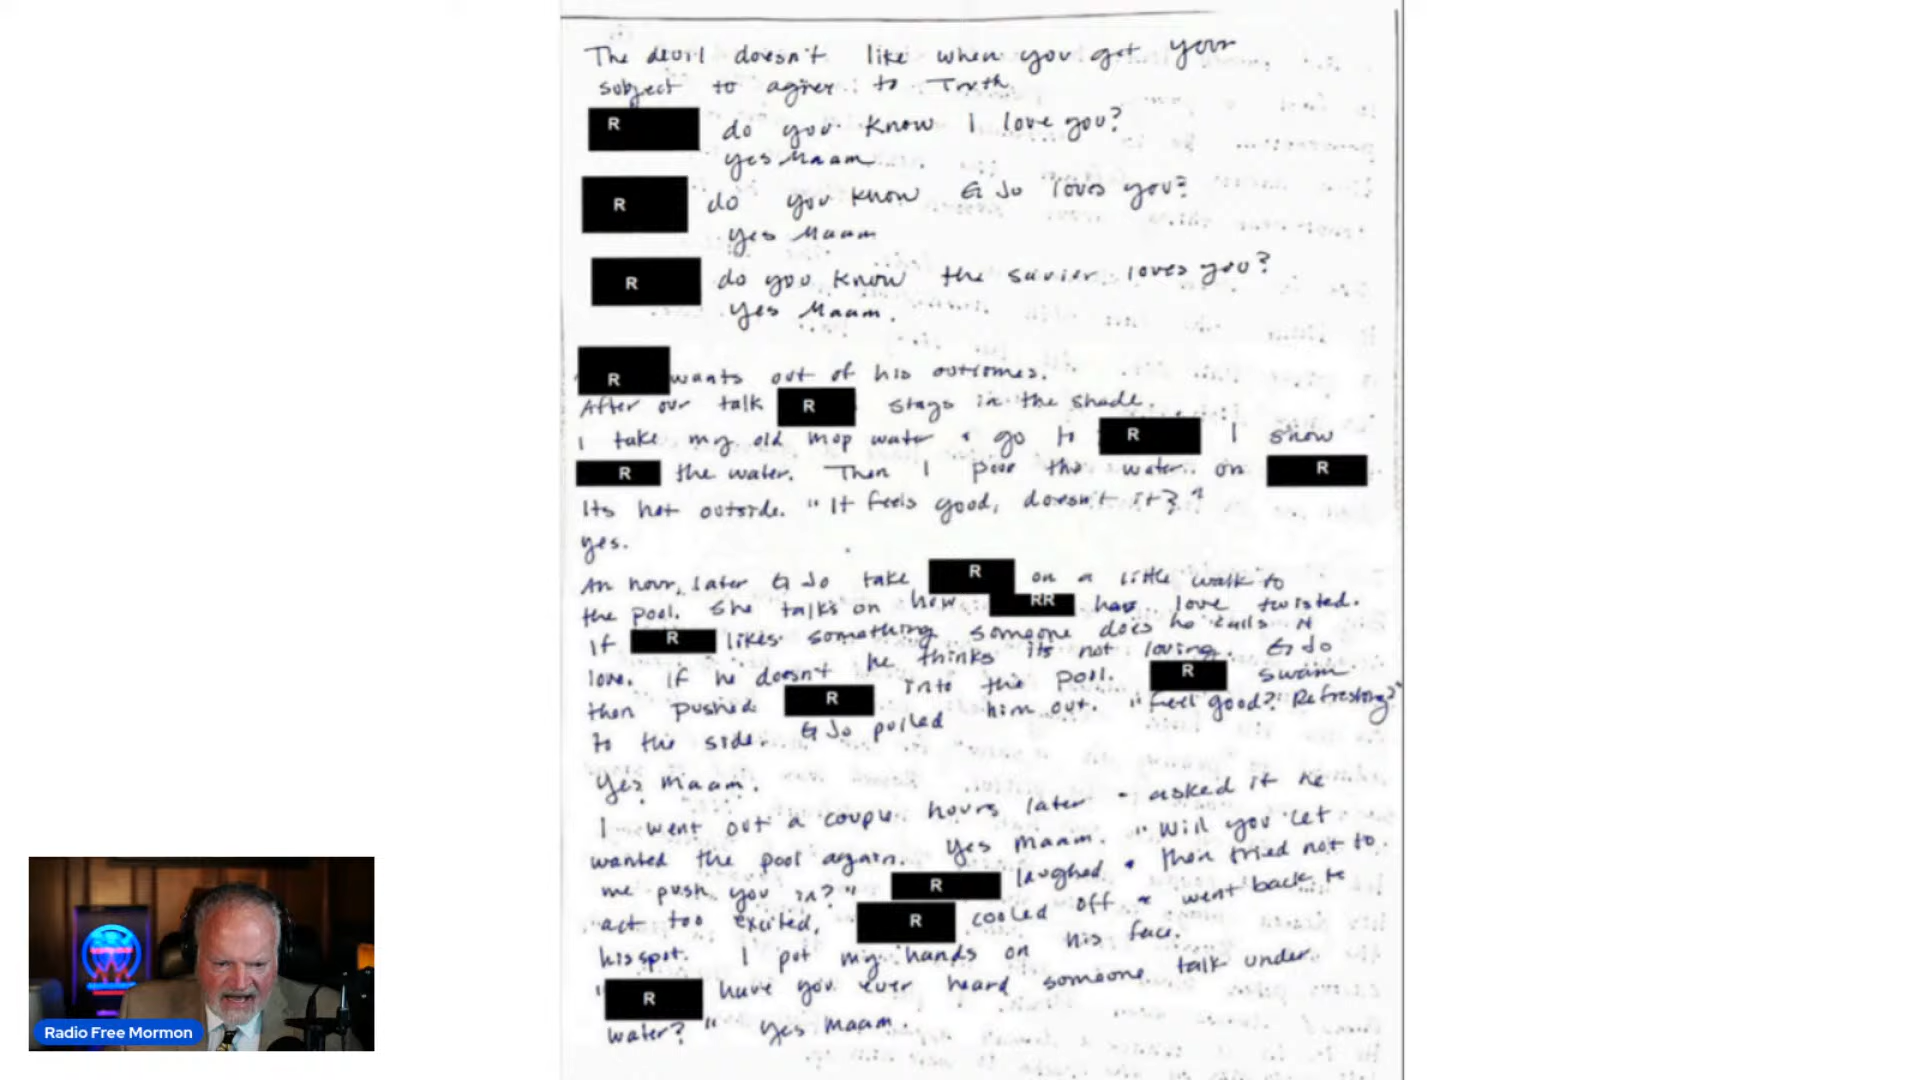 The devil doesn't like when you get your
subject to agree to Truth
R do you know I love you?
yes Maam
R do you know G Jo loves you?
Yes Maam
R do you know the savier loves you?
Yes Maam.
R wants out of his outcomes.
After our talk R stays in the shade.
I take my old mop water & go to R I show
R the water. Then I poor the water on R
Its hot outside. "It feels good, doesn't it?"
yes.
An hour later G Jo take R on a little walk to
the pool. She talks on how RR has love twisted.
If R likes something someone does he calls it
love. If he doesn't he thinks its not loving. G Jo
then pushed R into the pool. R swam
to the side. G Jo pulled him out. "Feel good? Refreshing?"
Yes Maam.
I went out a couple hours later & asked if he
wanted the pool again. Yes Maam. "Will you let
me push you in?" R laughed & then tried not to
act too excited. R cooled off & went back to
his spot. I put my hands on his face.
"R have you ever heard someone talk under
water?" Yes Maam.
Radio Free Mormon